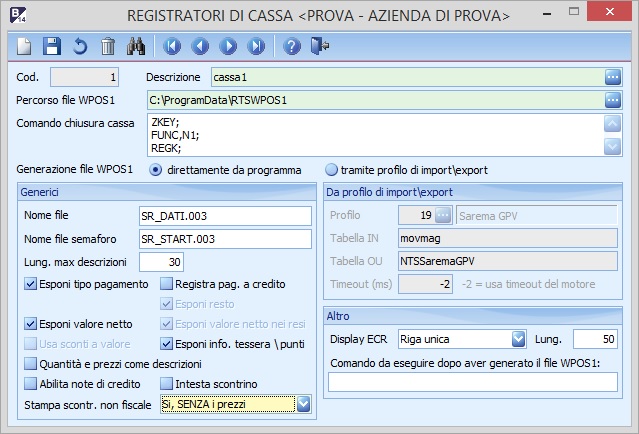 B 14
REGISTRATORI DI CASSA <PROVA - AZIENDA DI PROVA>
Cod. 1 Descrizione cassa1
Percorso file WPOS1 C:\ProgramData\RTSWPOS1
Comando chiusura cassa ZKEY;
FUNC,N1;
REGK;
Generazione file WPOS1 direttamente da programma tramite profilo di import\export
Generici
Nome file SR_DATI.003
Nome file semaforo SR_START.003
Lung. max descrizioni 30
Esponi tipo pagamento Registra pag. a credito
Esponi resto
Esponi valore netto Esponi valore netto nei resi
Usa sconti a valore Esponi info. tessera \ punti
Quantità e prezzi come descrizioni
Abilita note di credito Intesta scontrino
Stampa scontr. non fiscale Si, SENZA i prezzi
Da profilo di import\export
Profilo 19 Sarema GPV
Tabella IN movmag
Tabella OU NTSSaremaGPV
Timeout (ms) -2 -2 = usa timeout del motore
Altro
Display ECR Riga unica Lung. 50
Comando da eseguire dopo aver generato il file WPOS1: